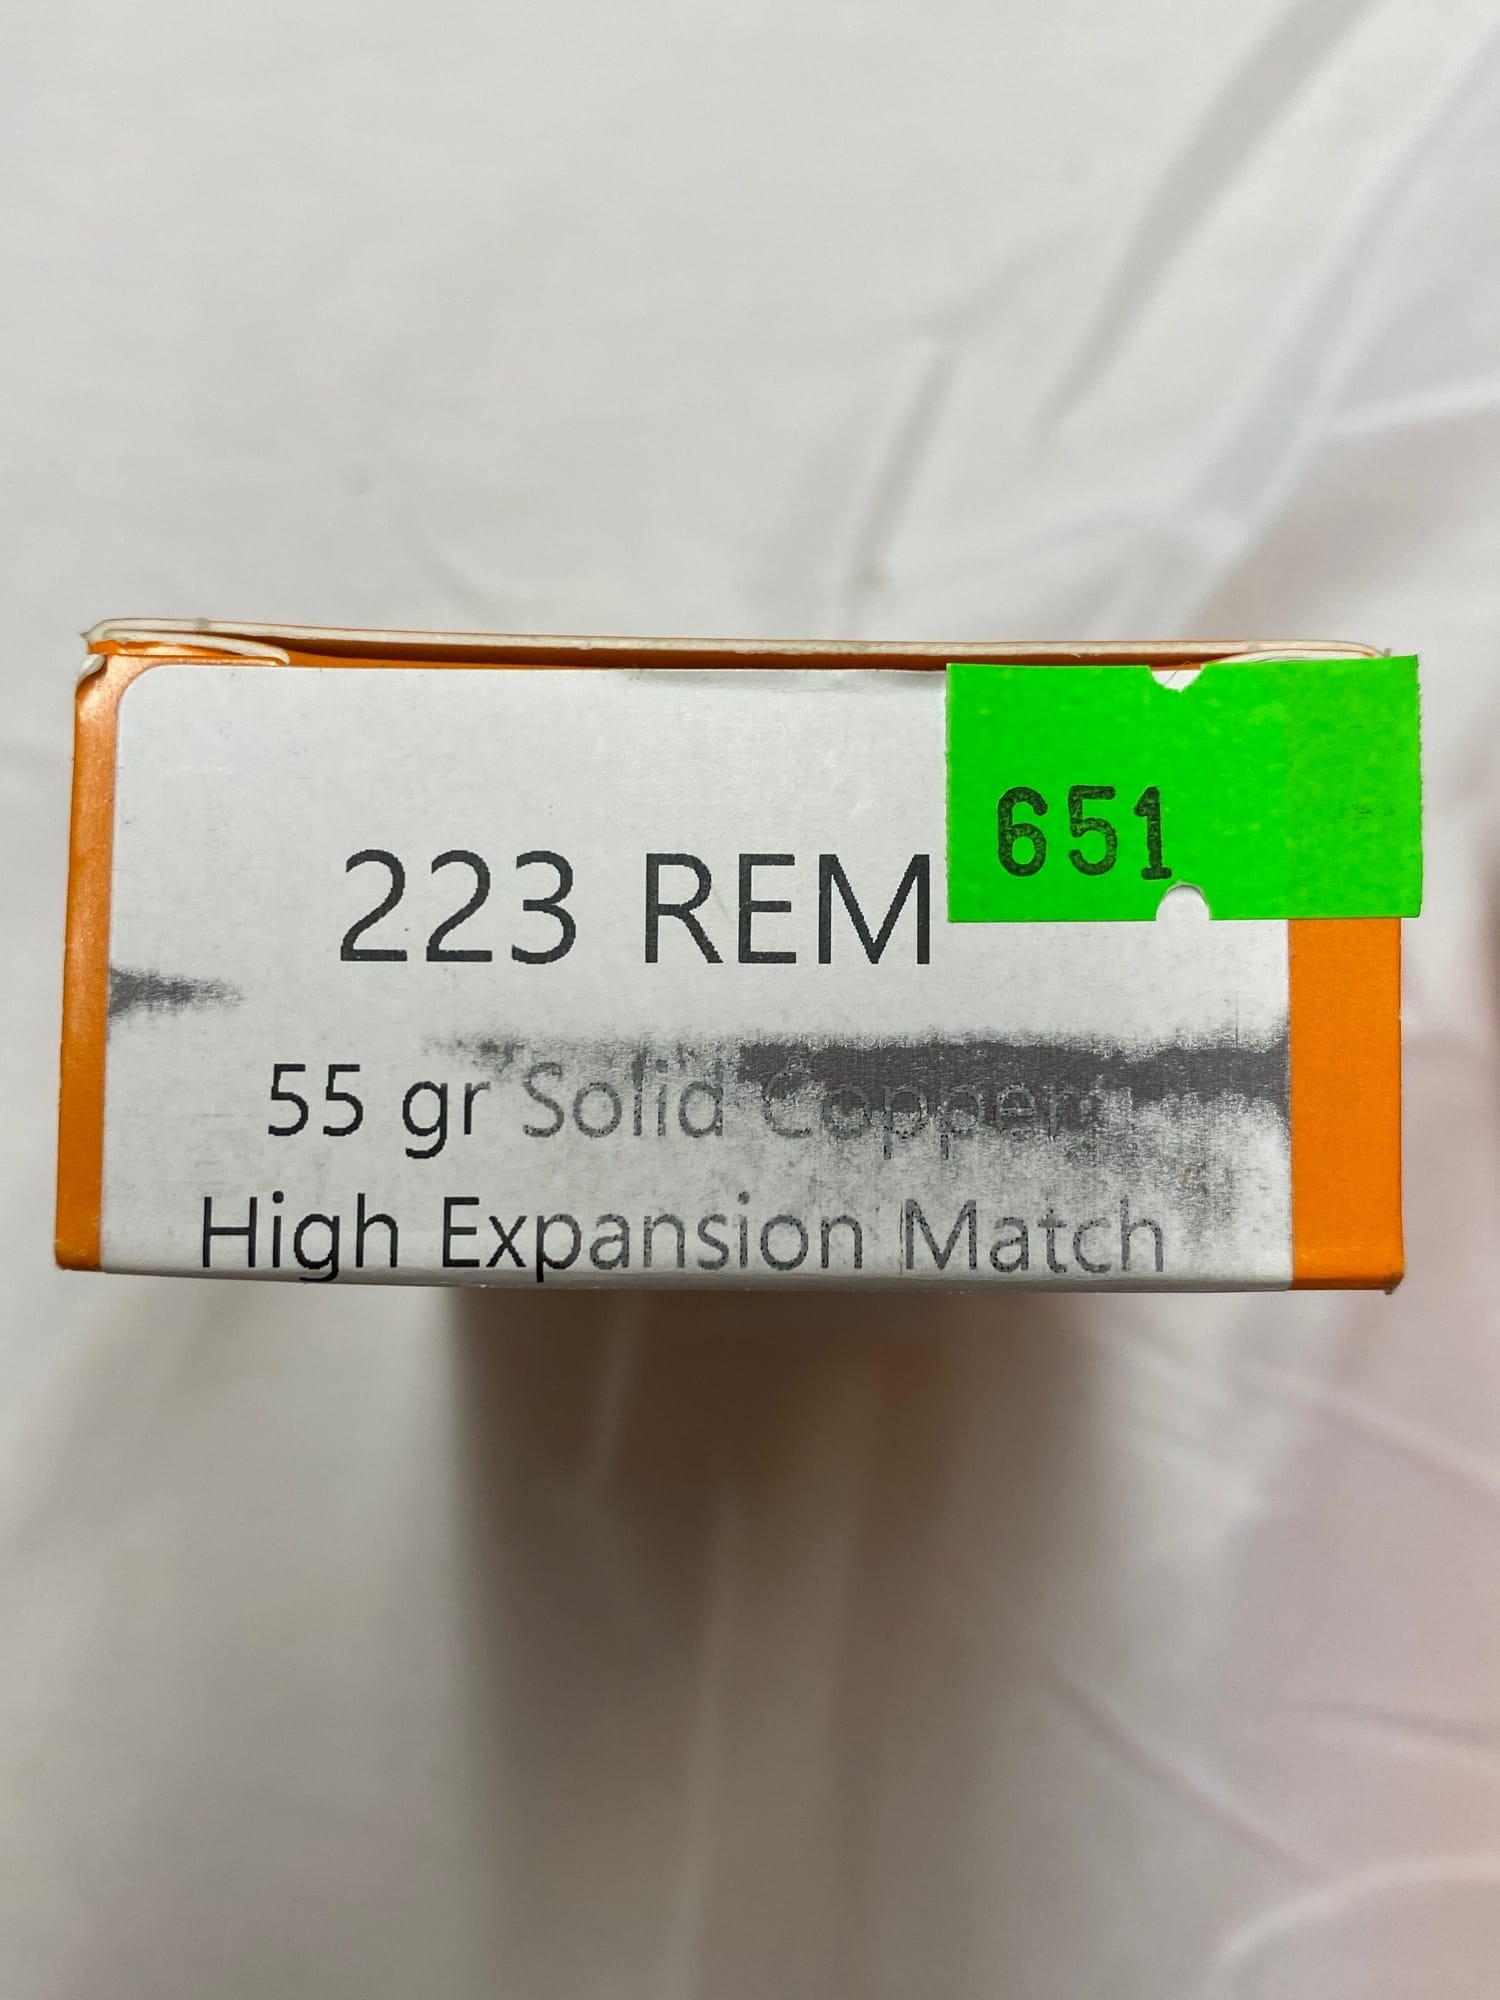 651
223 REM
55 gr Solid Copper
High Expansion Match